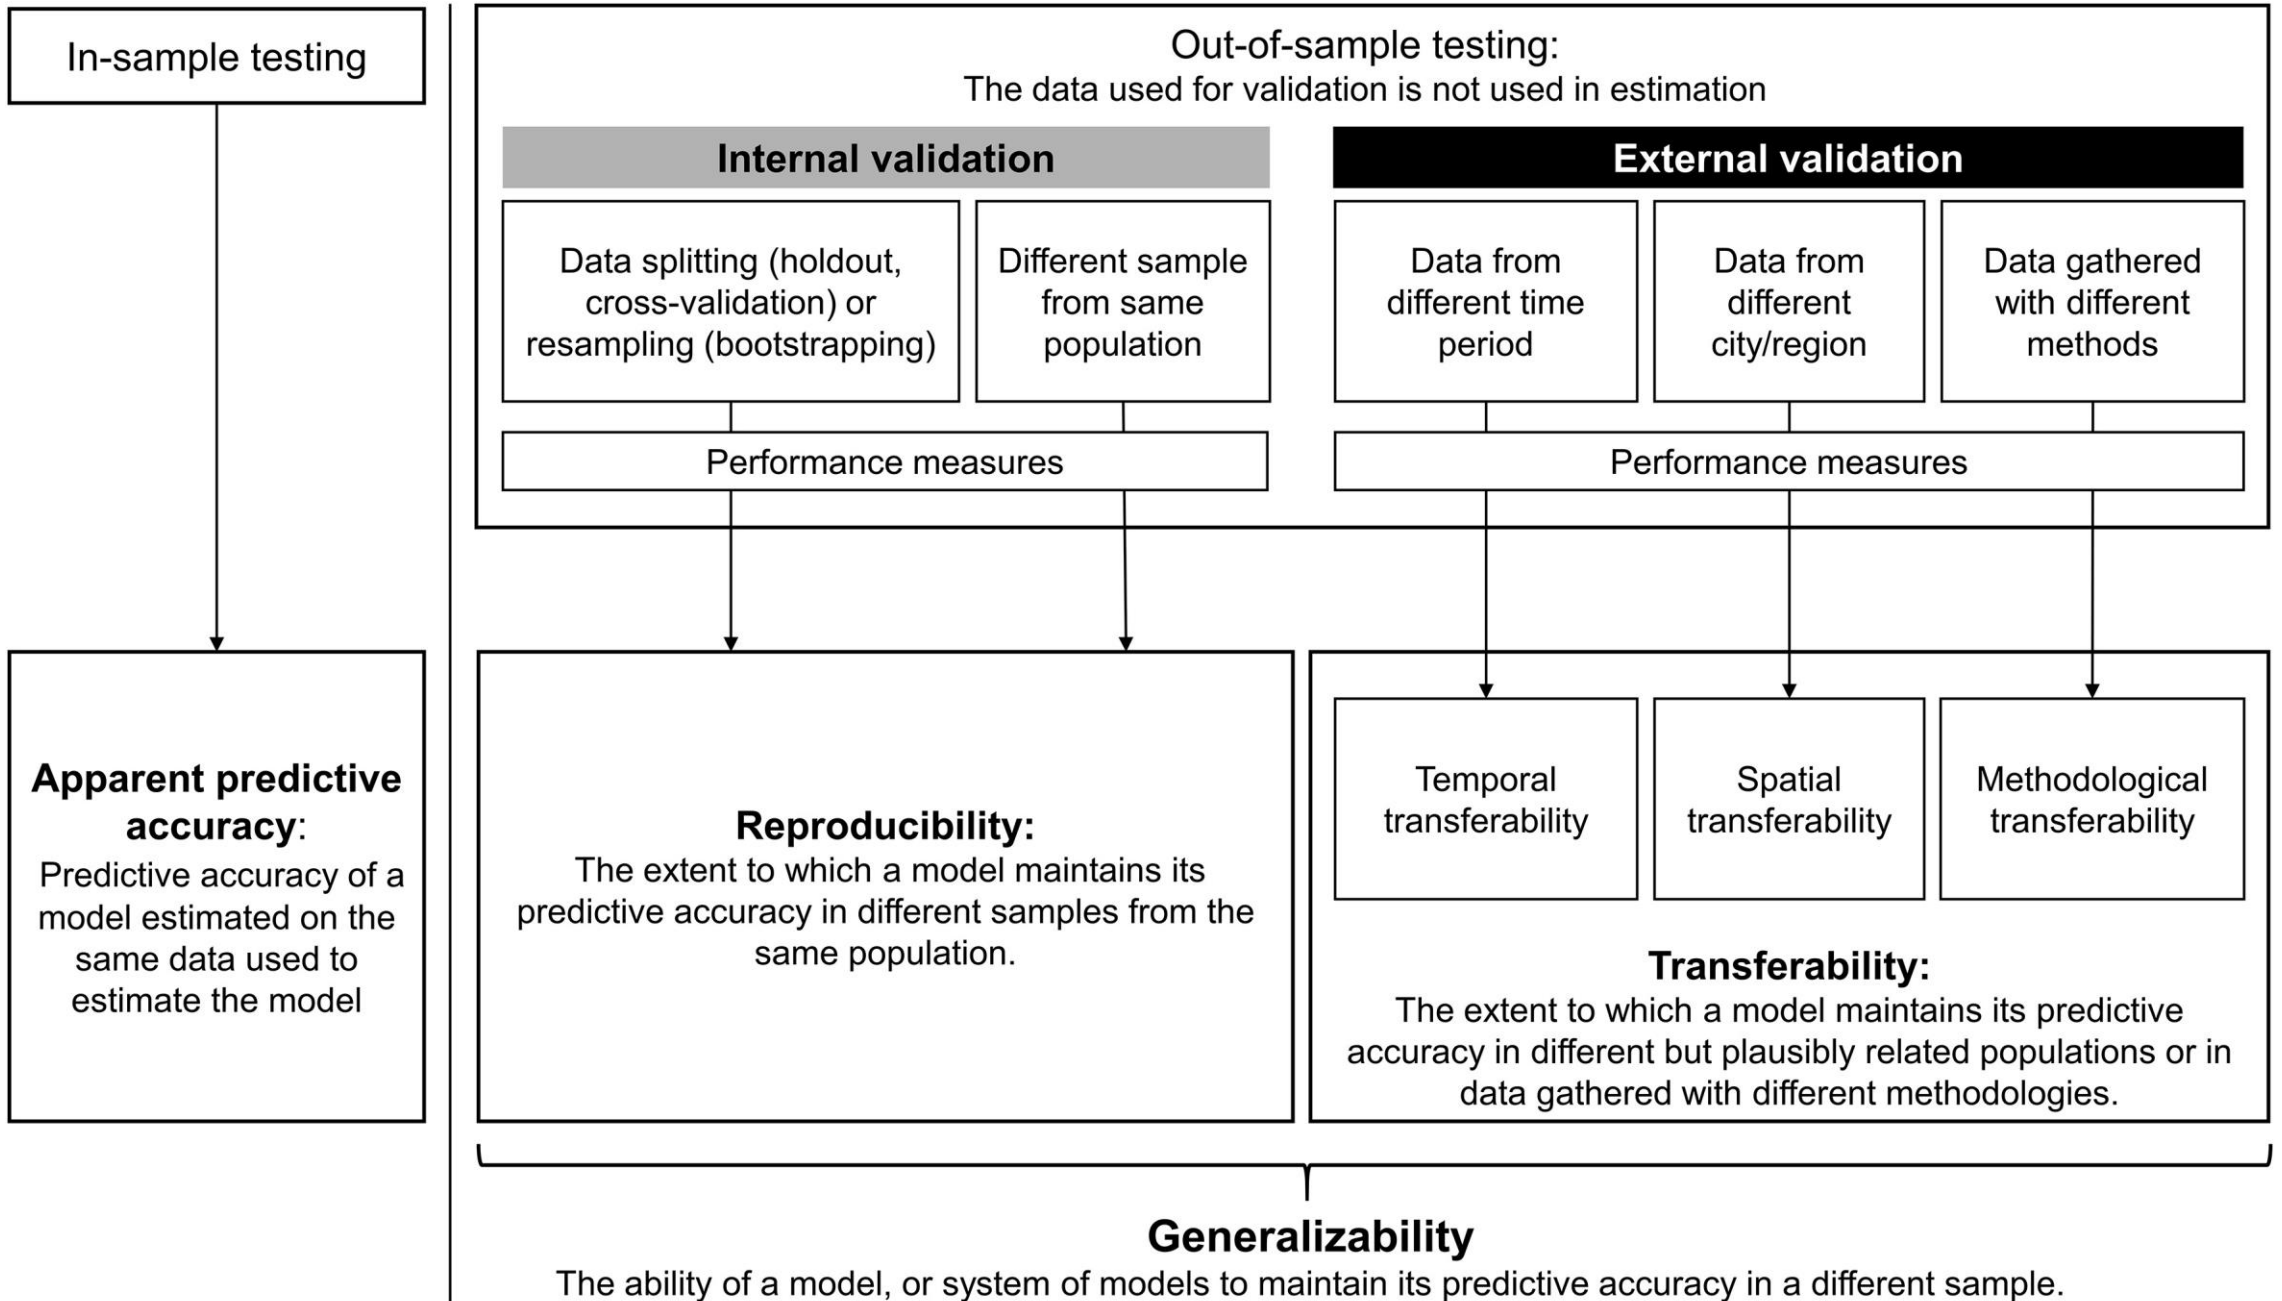 In-sample testing
Apparent predictive
accuracy:
Predictive accuracy of a
model estimated on the
same data used to
estimate the model
Out-of-sample testing:
The data used for validation is not used in estimation
Internal validation
Data splitting (holdout,
cross-validation) or
resampling (bootstrapping)
Different sample
from same
population
Performance measures
External validation
Data from
different time
period
Data from
different
city/region
Data gathered
with different
methods
Performance measures
Reproducibility:
The extent to which a model maintains its
predictive accuracy in different samples from the
same population.
Temporal
transferability
Spatial
transferability
Methodological
transferability
Transferability:
The extent to which a model maintains its predictive
accuracy in different but plausibly related populations or in
data gathered with different methodologies.
Generalizability
The ability of a model, or system of models to maintain its predictive accuracy in a different sample.